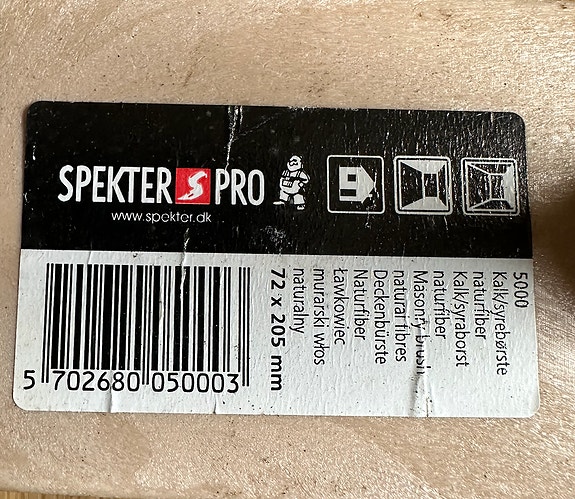 SPEKTER PRO
www.spekter.dk
5000
Kalk/syrebørste
naturfiber
Kalk/syraborst
naturfiber
Masonry brush
natural fibres
Deckenbürste
Naturfiber
Ławkowiec
murarski włos
naturalny
72 x 205 mm
5 702680 050003